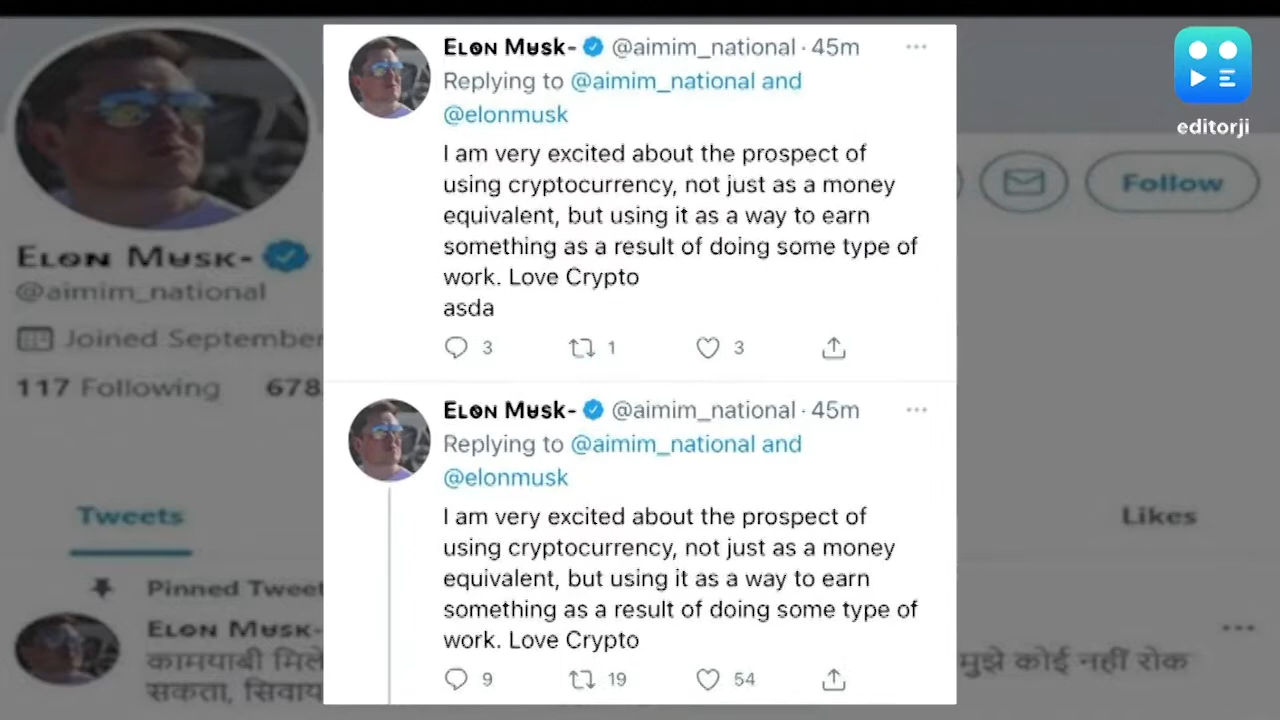 Elon Musk- @aimim_national · 45m
Replying to @aimim_national and
@elonmusk
I am very excited about the prospect of
using cryptocurrency, not just as a money
equivalent, but using it as a way to earn
something as a result of doing some type of
work. Love Crypto
asda
3 1 3
Elon Musk- @aimim_national · 45m
Replying to @aimim_national and
@elonmusk
I am very excited about the prospect of
using cryptocurrency, not just as a money
equivalent, but using it as a way to earn
something as a result of doing some type of
work. Love Crypto
9 19 54
editorji
Follow
Elon Musk-
@aimim_national
Joined September
117 Following 678
Tweets Likes
Pinned Tweet
Elon Musk-
कामयाबी मुझे कोई नहीं रोक
सकता, सिवाय